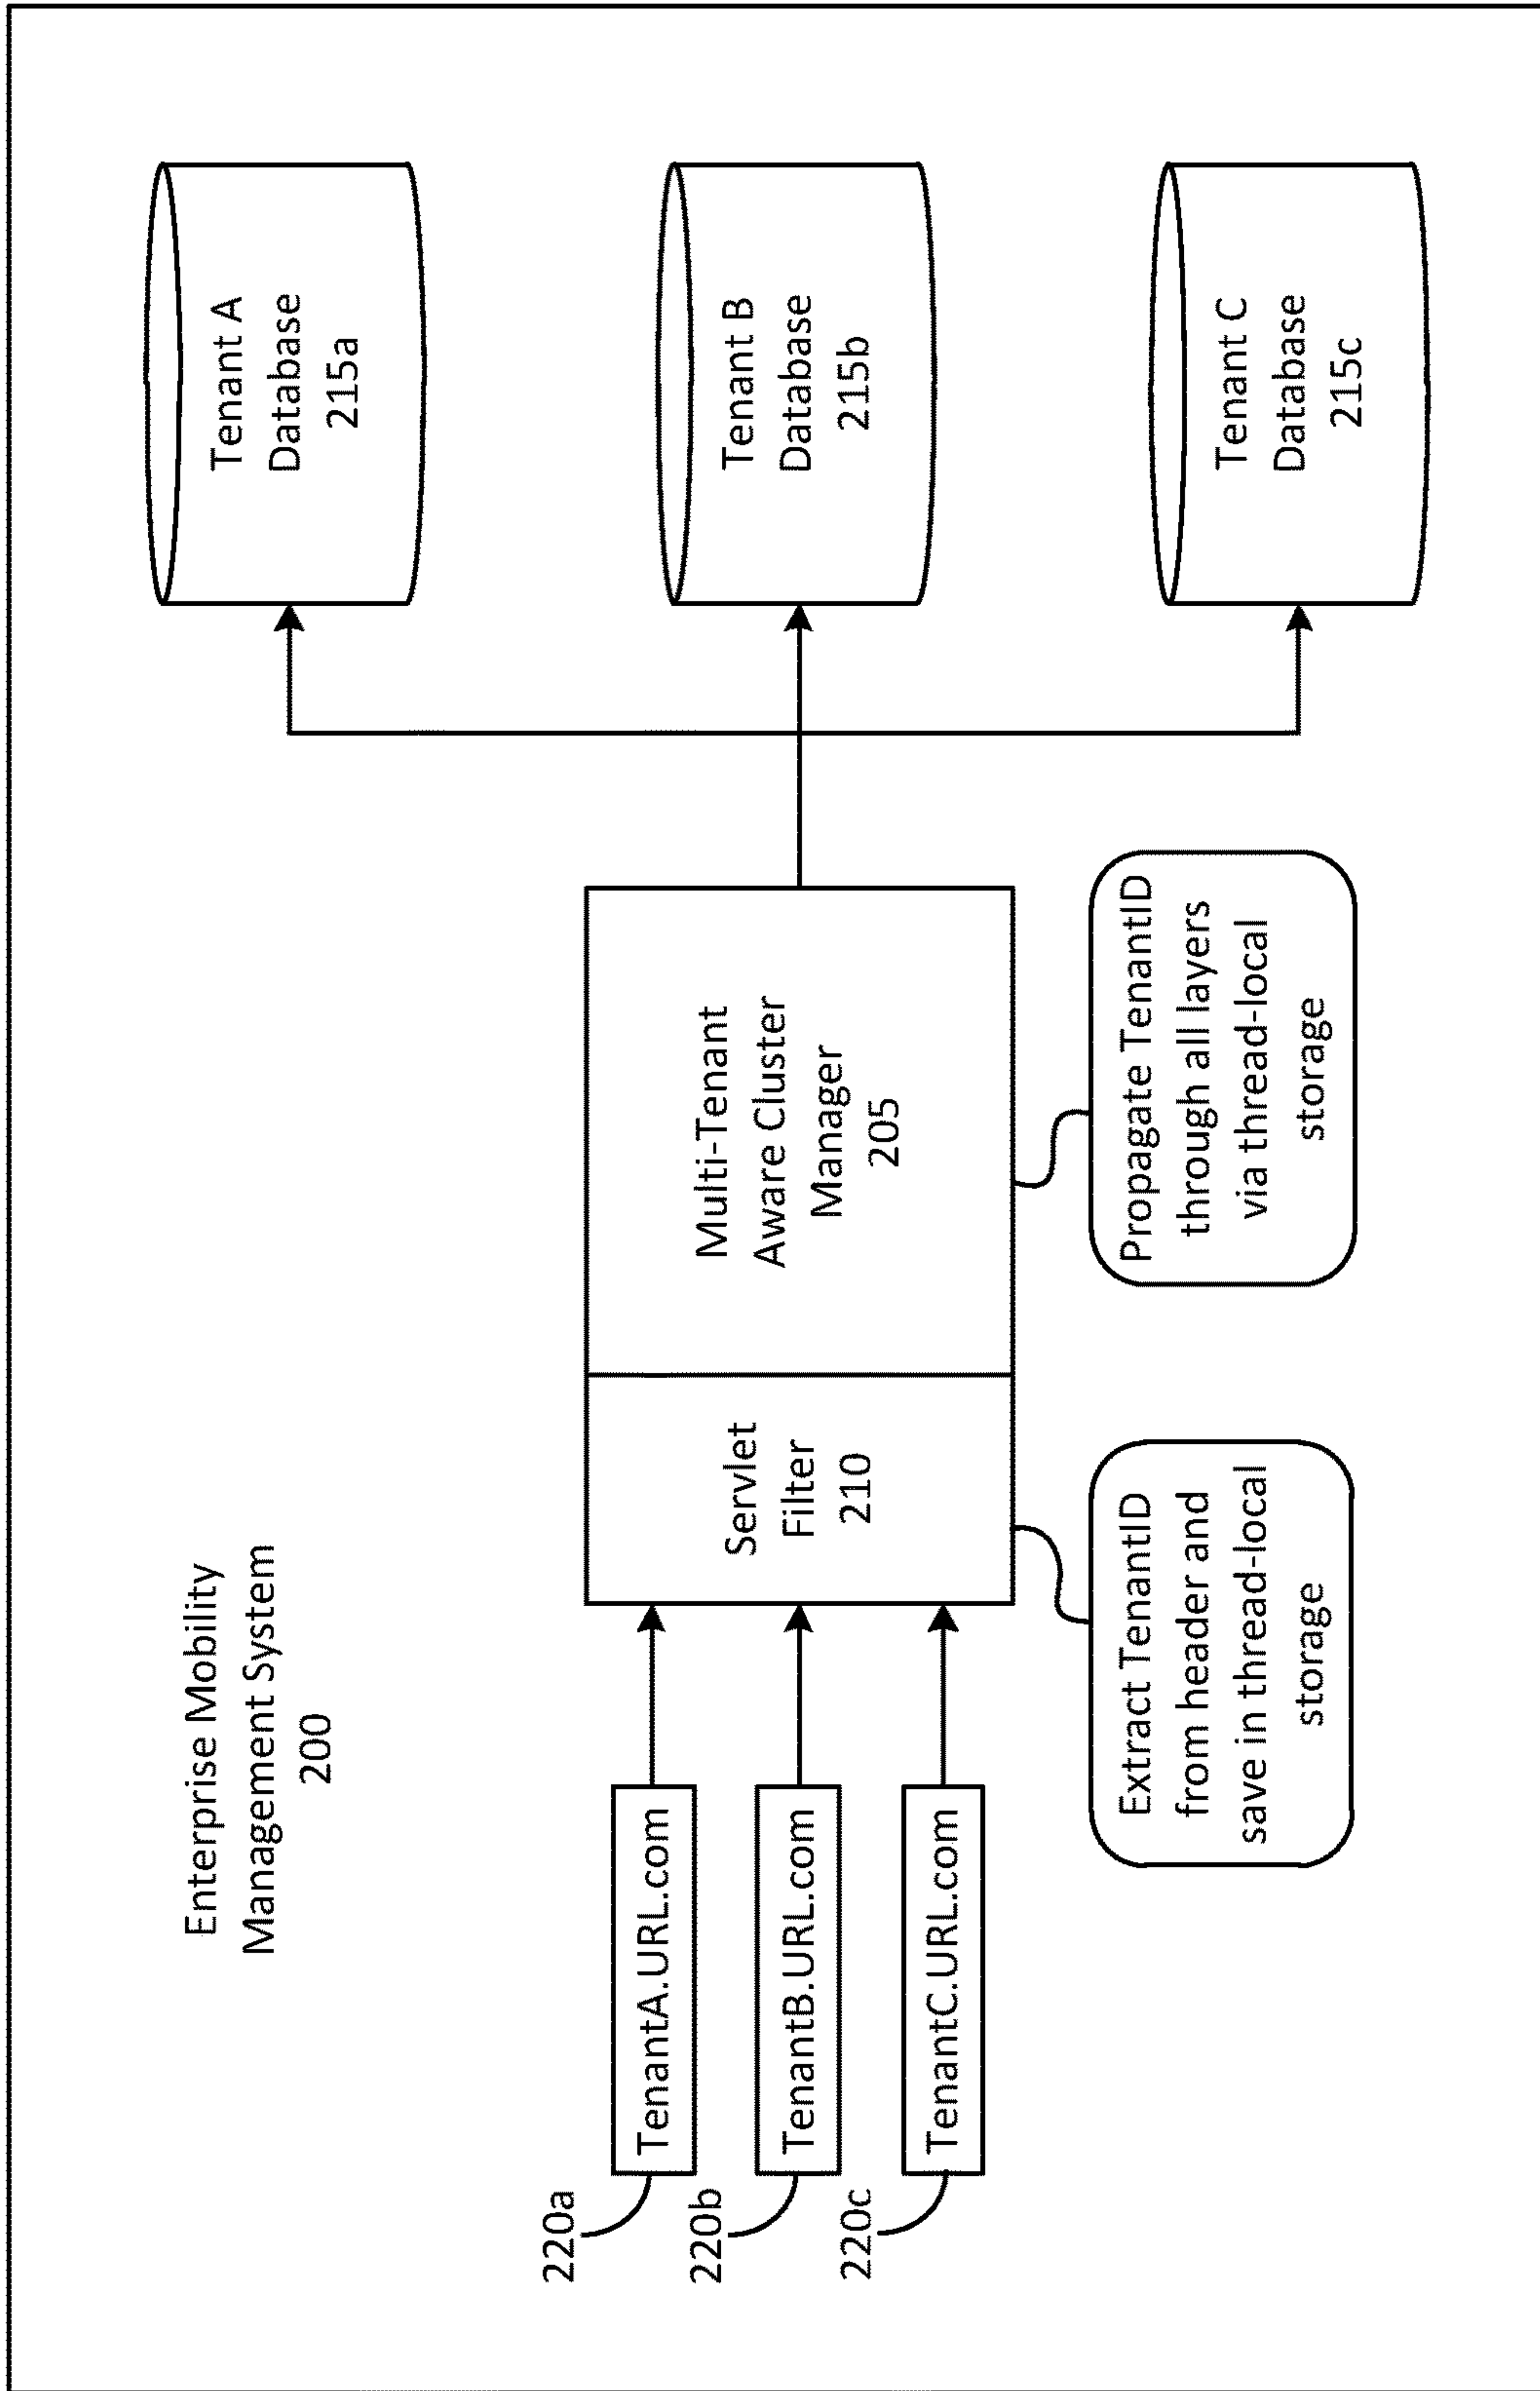 Enterprise Mobility
Management System
200
220a
TenantA.URL.com
220b
TenantB.URL.com
220c
TenantC.URL.com
Servlet
Filter
210
Multi-Tenant
Aware Cluster
Manager
205
Extract TenantID
from header and
save in thread-local
storage
Propagate TenantID
through all layers
via thread-local
storage
Tenant A
Database
215a
Tenant B
Database
215b
Tenant C
Database
215c